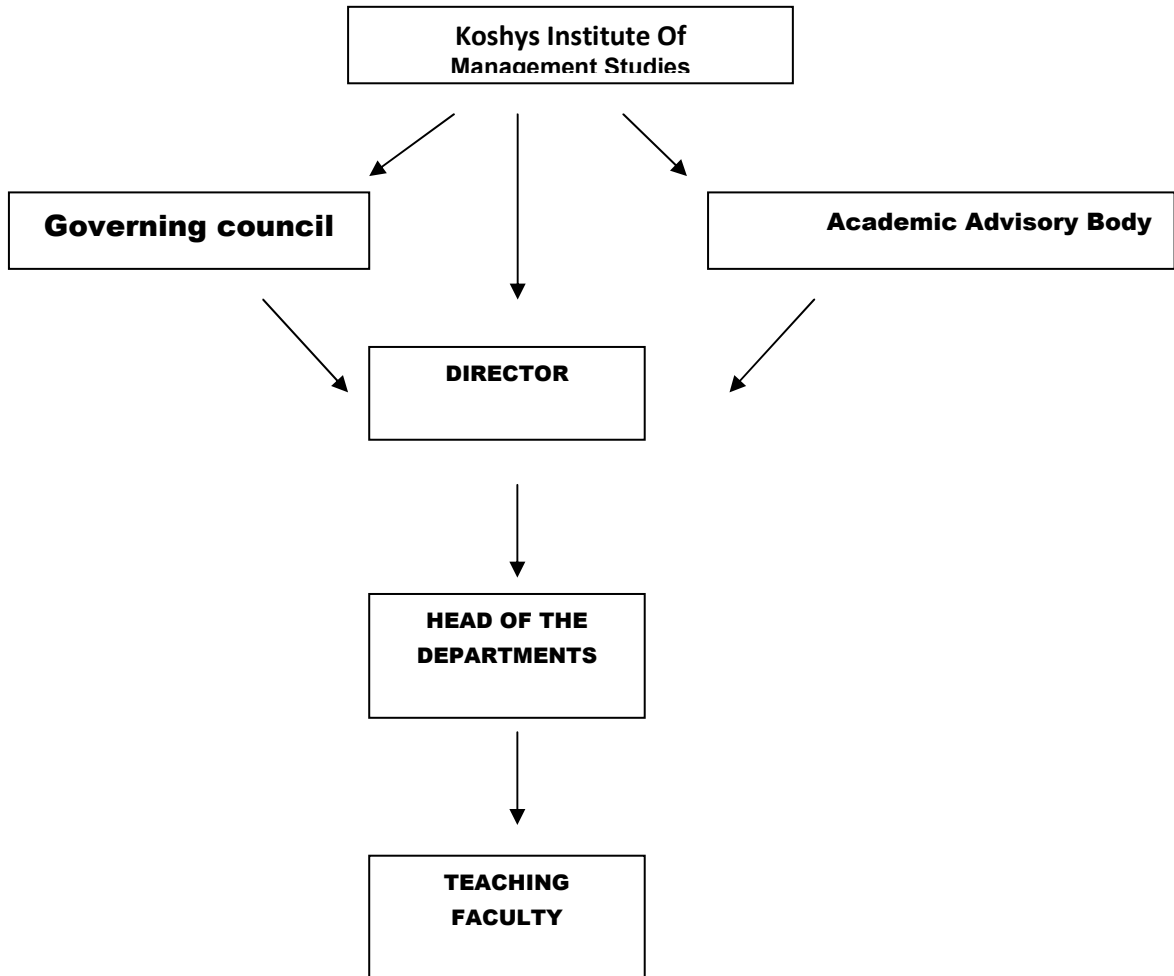 Koshys Institute Of
Management Studies
Governing council
Academic Advisory Body
DIRECTOR
HEAD OF THE
DEPARTMENTS
TEACHING
FACULTY